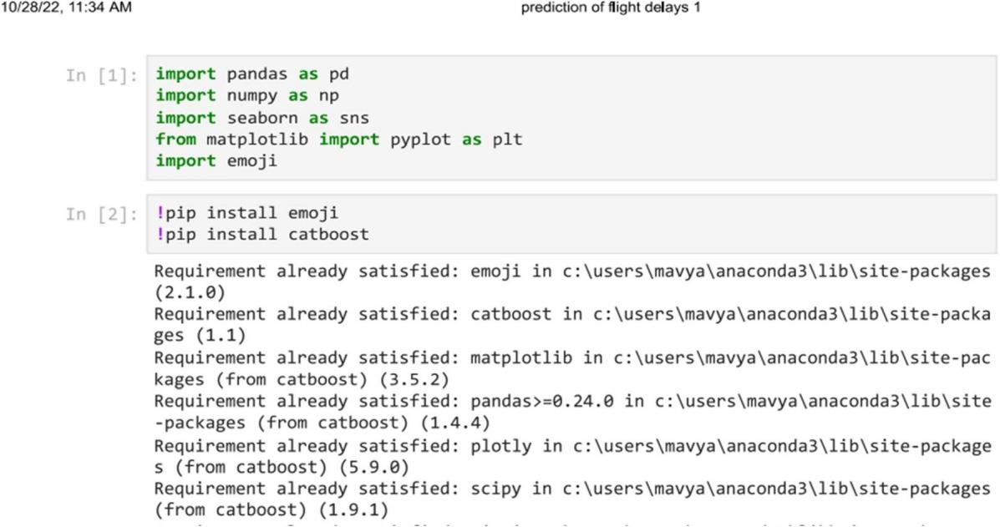 10/28/22, 11:34 AM prediction of flight delays 1
In [1]: import pandas as pd
import numpy as np
import seaborn as sns
from matplotlib import pyplot as plt
import emoji
In [2]: !pip install emoji
!pip install catboost
Requirement already satisfied: emoji in c:\users\mavya\anaconda3\lib\site-packages
(2.1.0)
Requirement already satisfied: catboost in c:\users\mavya\anaconda3\lib\site-packa
ges (1.1)
Requirement already satisfied: matplotlib in c:\users\mavya\anaconda3\lib\site-pac
kages (from catboost) (3.5.2)
Requirement already satisfied: pandas>=0.24.0 in c:\users\mavya\anaconda3\lib\site
-packages (from catboost) (1.4.4)
Requirement already satisfied: plotly in c:\users\mavya\anaconda3\lib\site-package
s (from catboost) (5.9.0)
Requirement already satisfied: scipy in c:\users\mavya\anaconda3\lib\site-packages
(from catboost) (1.9.1)